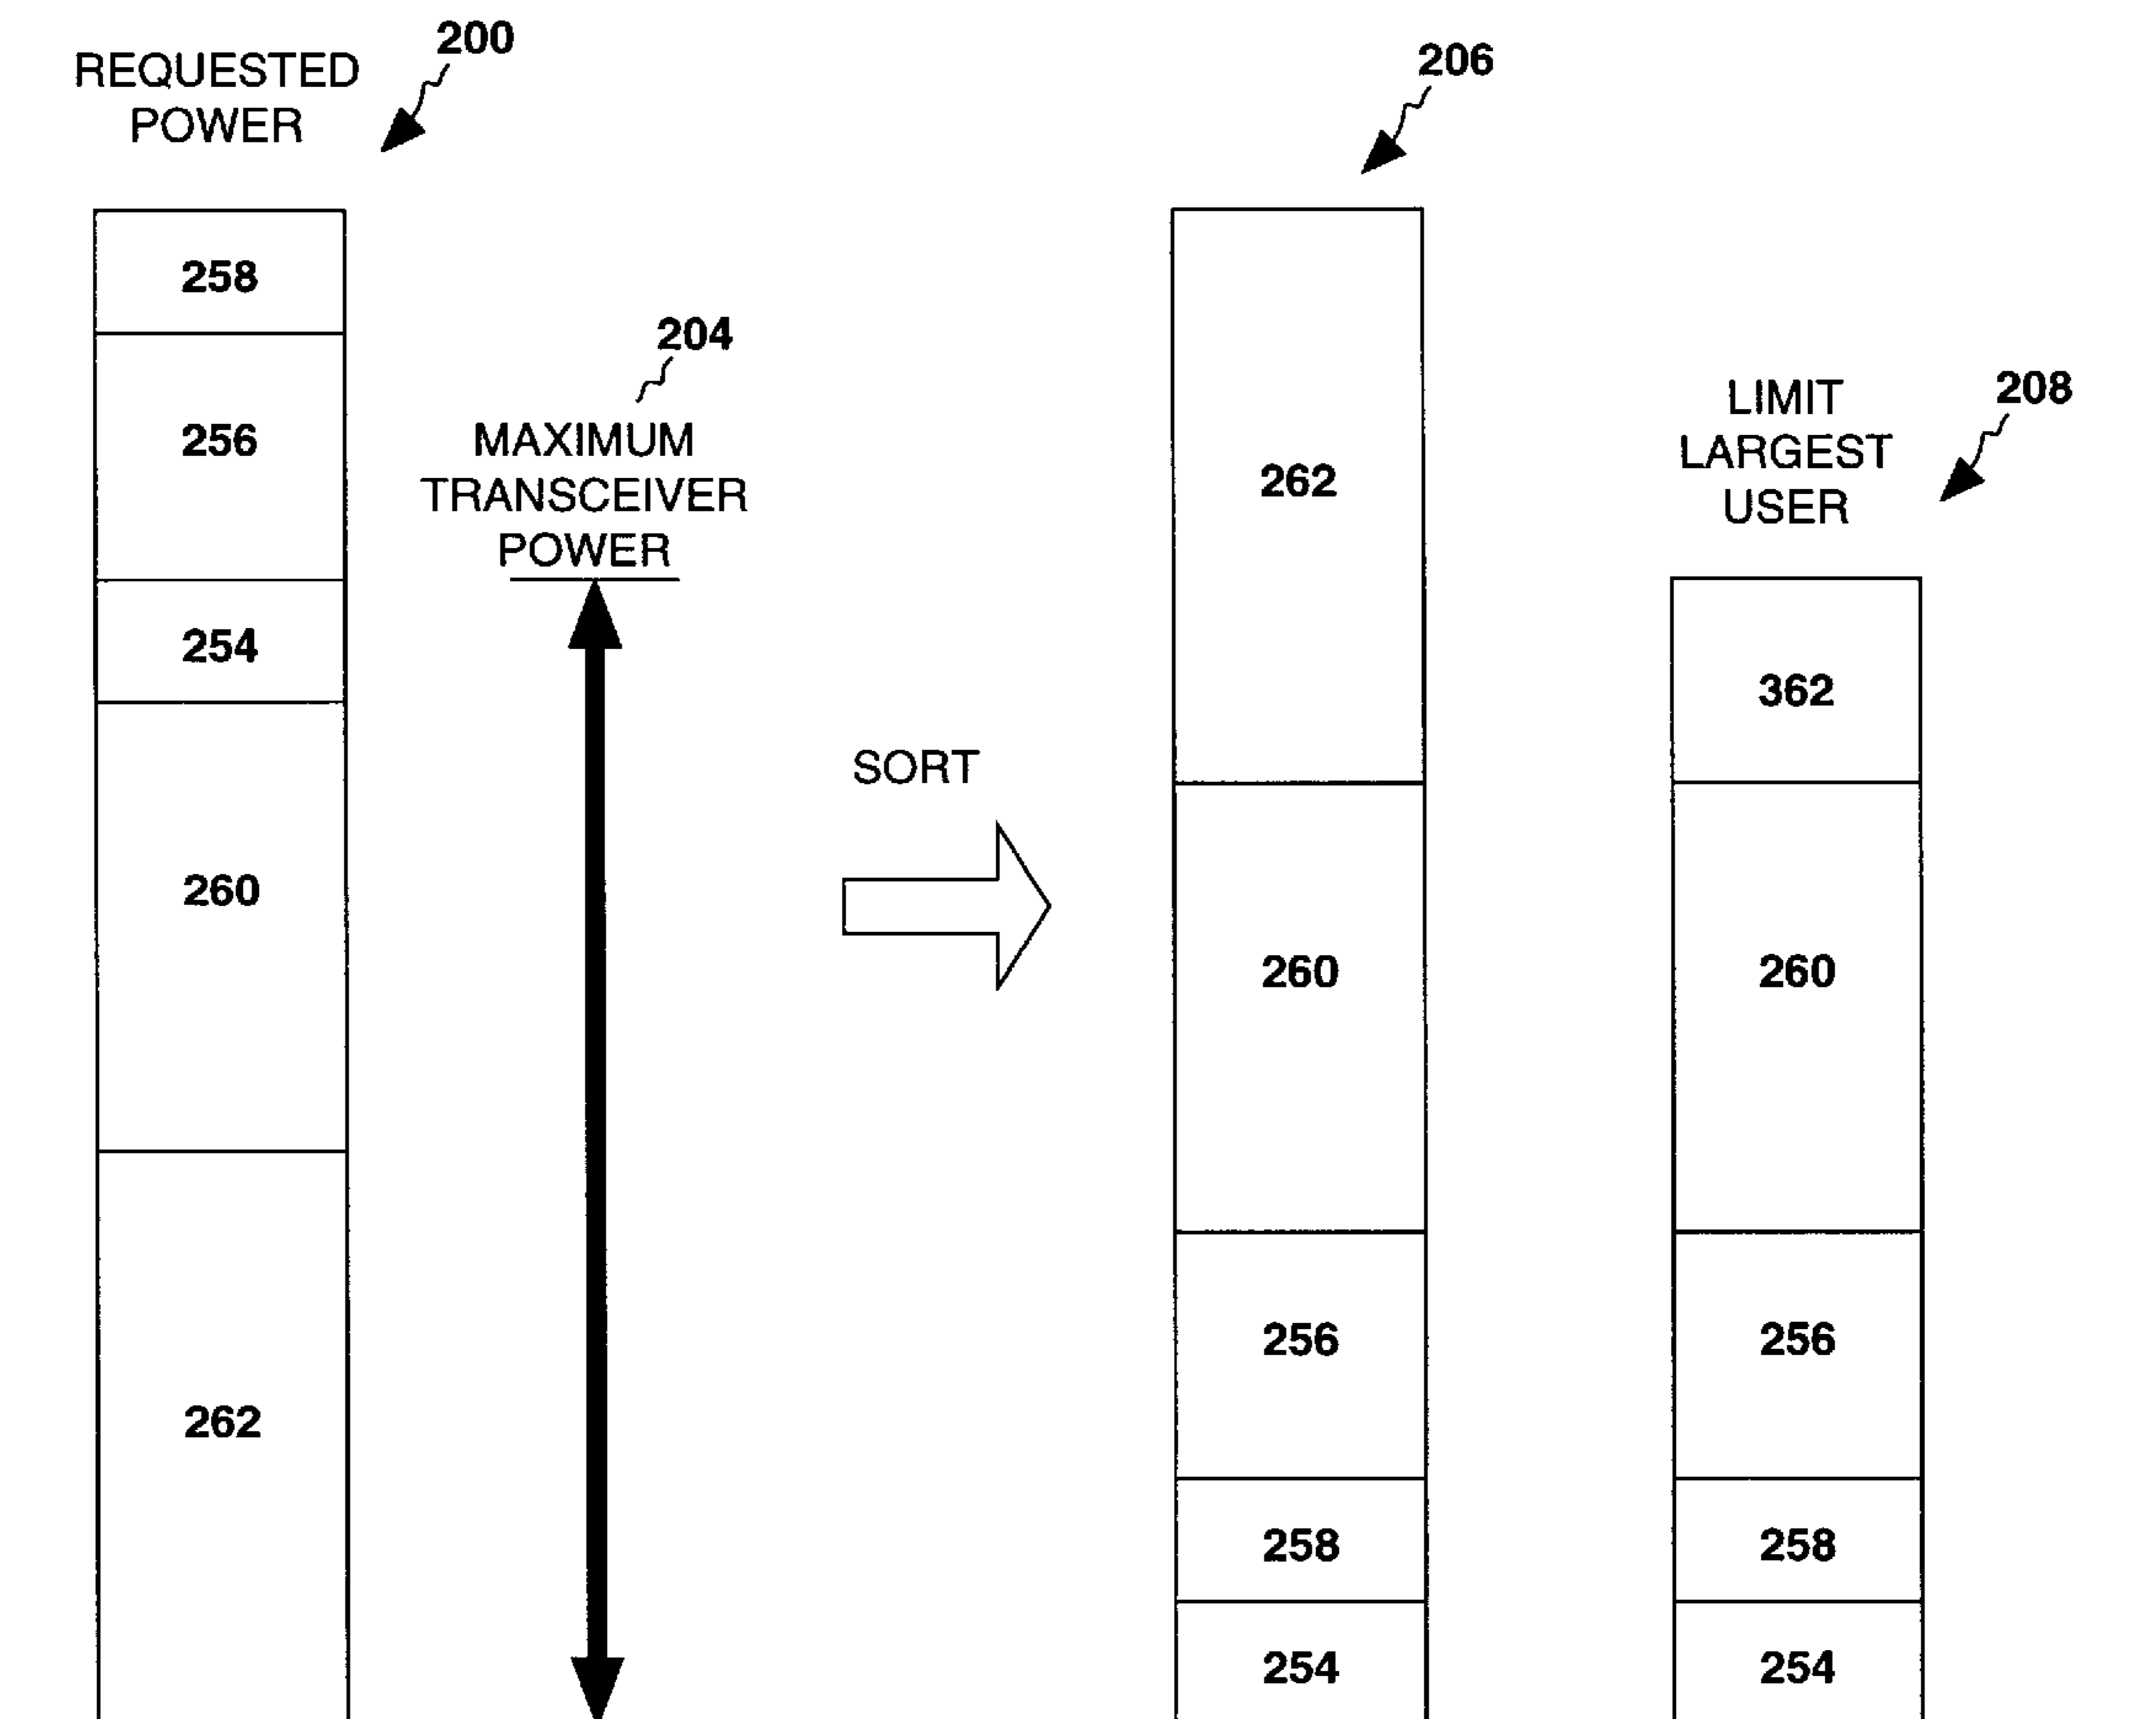 REQUESTED
POWER
200
258
256
254
260
262
204
MAXIMUM
TRANSCEIVER
POWER
SORT
206
262
260
256
258
254
LIMIT
LARGEST
USER
208
362
260
256
258
254